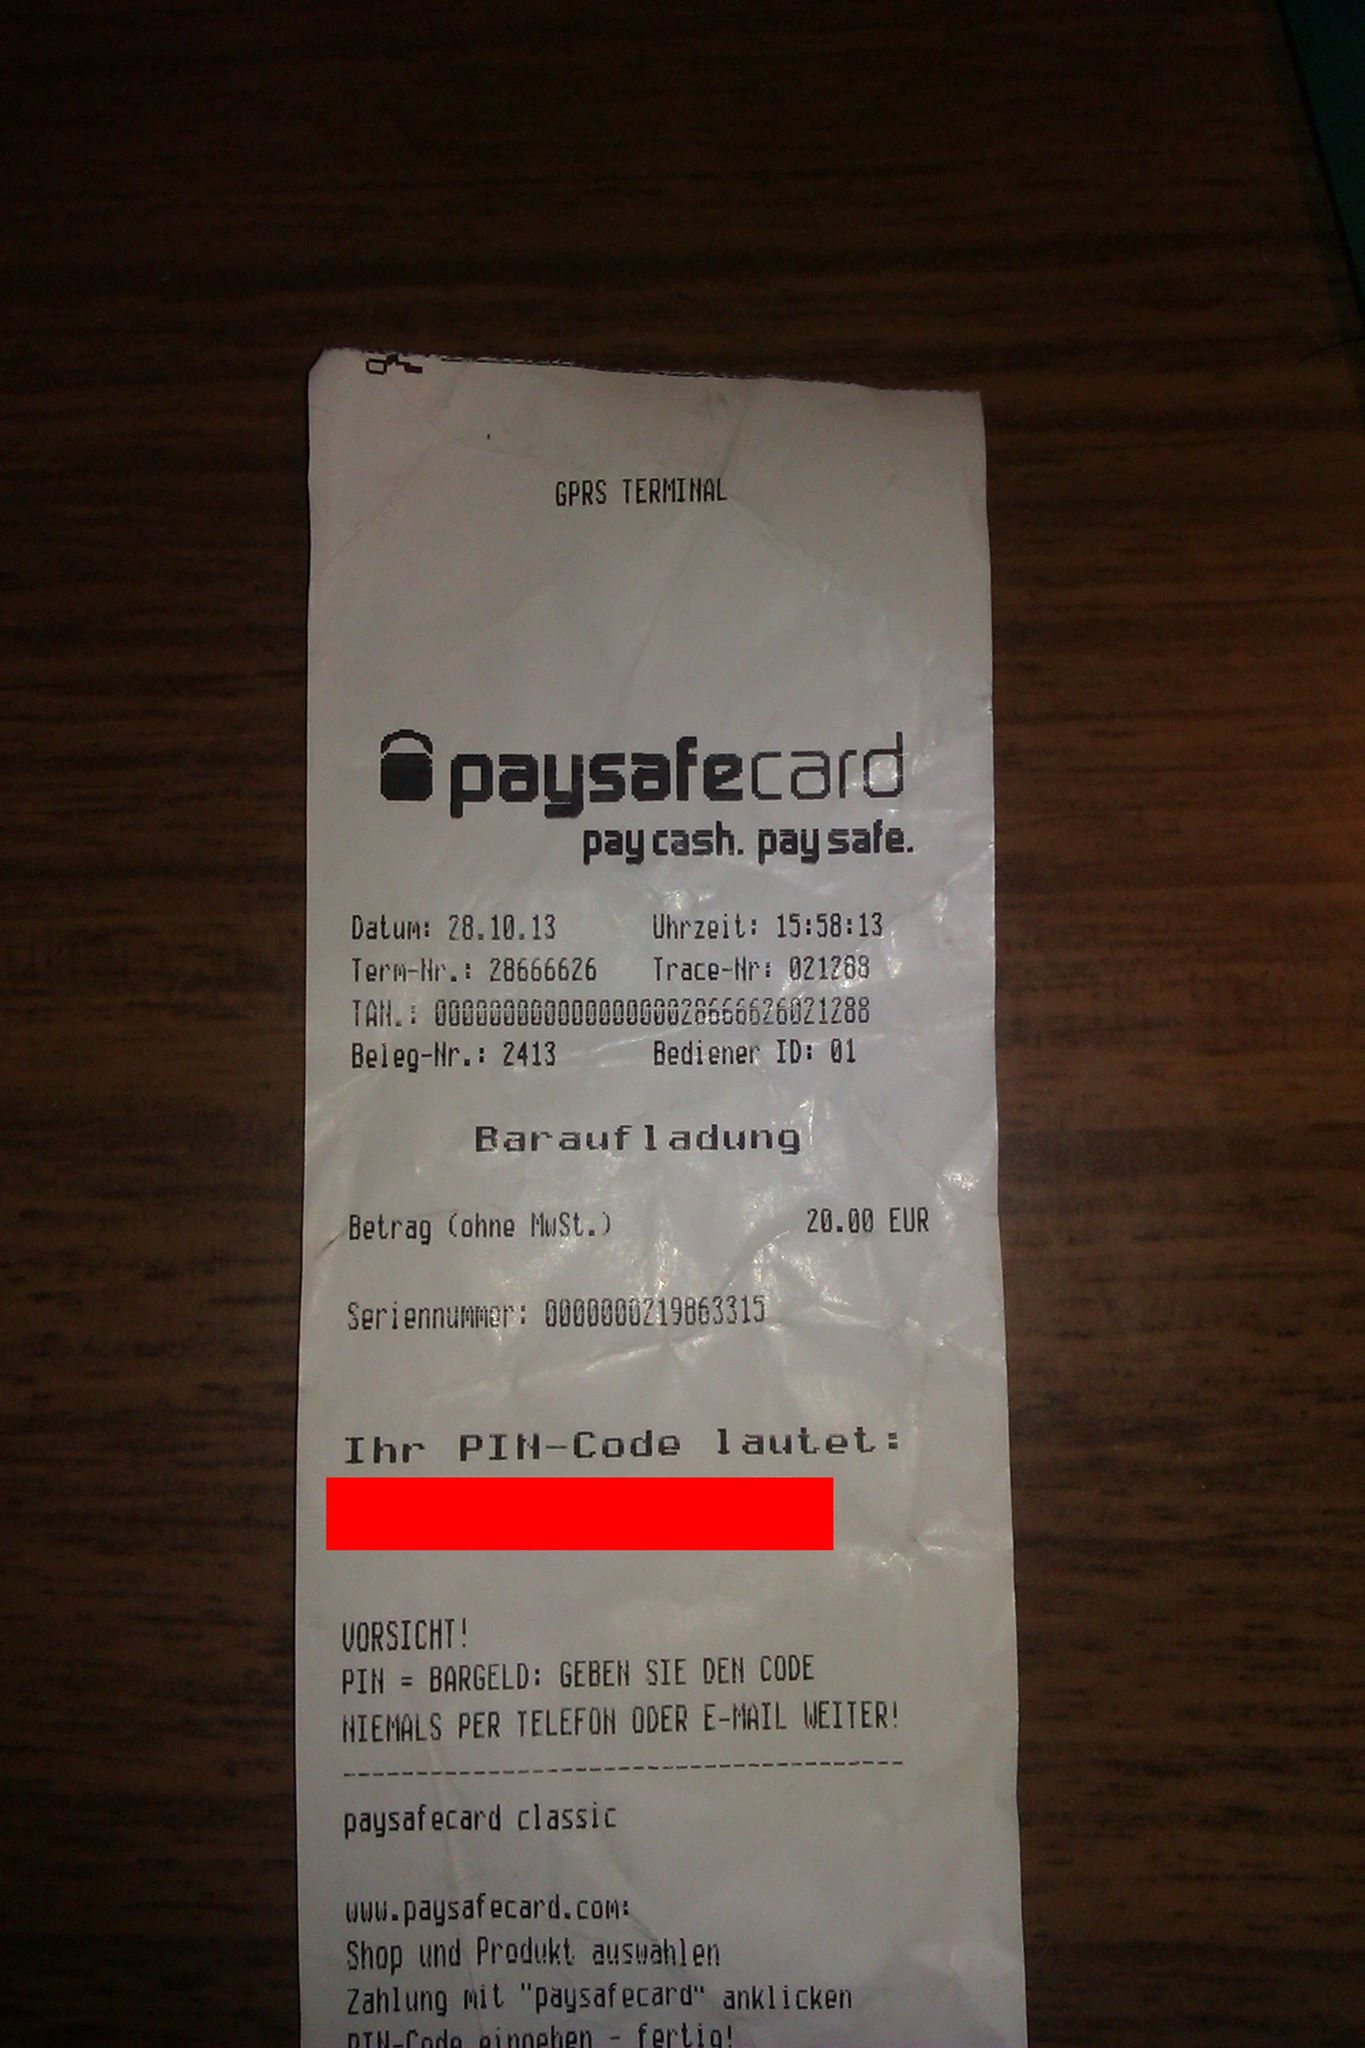 GPRS TERMINAL
paysafecard
pay cash. pay safe.
Datum: 28.10.13 Uhrzeit: 15:58:13
Term-Nr.: 28666626 Trace-Nr: 021288
TAN.: 00000000000000000028666626021288
Beleg-Nr.: 2413 Bediener ID: 01
Baraufladung
Betrag (ohne MwSt.) 20.00 EUR
Seriennummer: 0000000219863315
Ihr PIN-Code lautet:
VORSICHT!
PIN = BARGELD: GEBEN SIE DEN CODE
NIEMALS PER TELEFON ODER E-MAIL WEITER!
paysafecard classic
www.paysafecard.com:
Shop und Produkt auswählen
Zahlung mit "paysafecard" anklicken
PIN-Code eingeben - fertig!